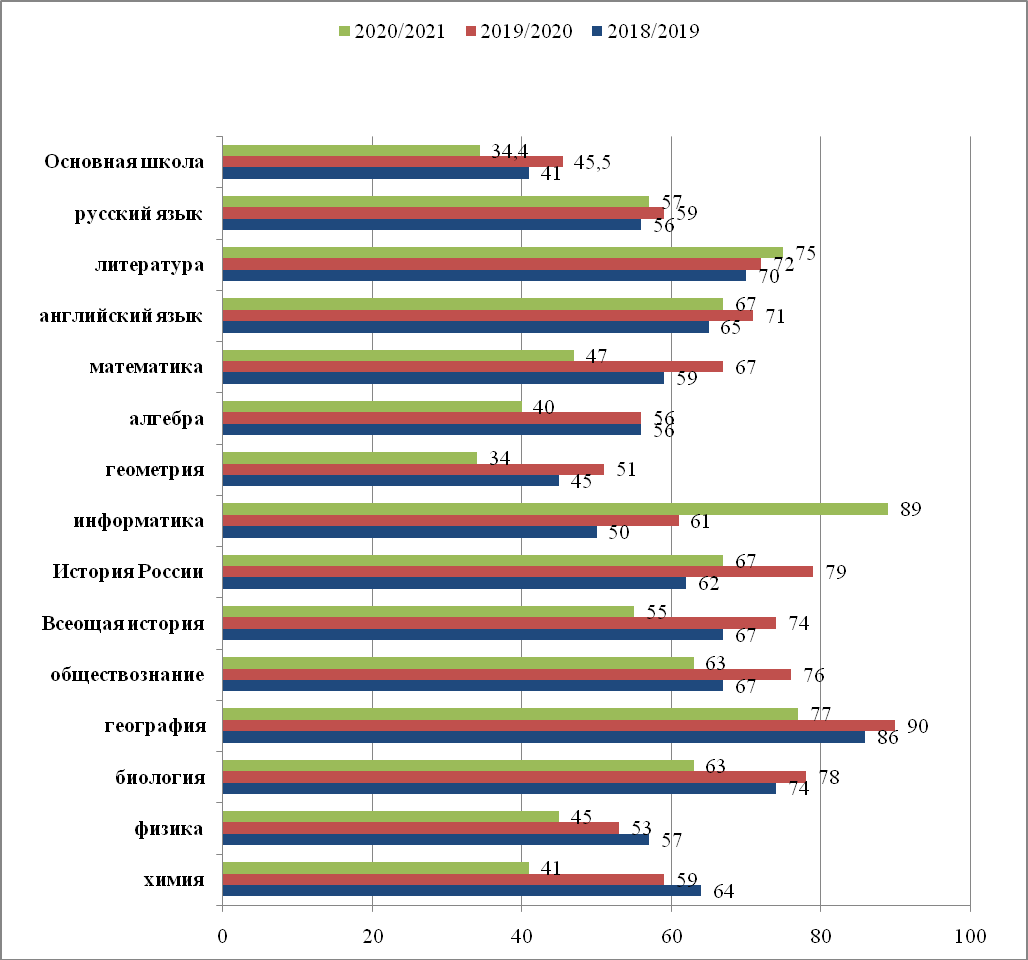 2020/2021 2019/2020 2018/2019
Основная школа
34,4
45,5
41
русский язык
57
59
56
литература
75
72
70
английский язык
67
71
65
математика
47
67
59
алгебра
40
56
56
геометрия
34
51
45
информатика
89
61
50
История России
67
79
62
Всеощая история
55
74
67
обществознание
63
76
67
география
77
90
86
биология
63
78
74
физика
45
53
57
химия
41
59
64
0 20 40 60 80 100